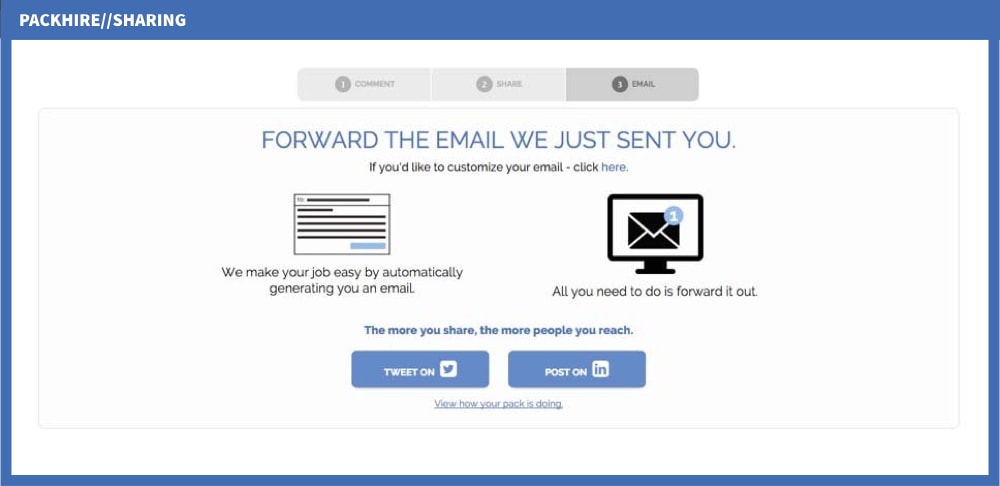 PACKHIRE//SHARING
1 COMMENT
2 SHARE
3 EMAIL
FORWARD THE EMAIL WE JUST SENT YOU.
If you'd like to customize your email - click here.
To:
1
We make your job easy by automatically
generating you an email.
All you need to do is forward it out.
The more you share, the more people you reach.
TWEET ON
POST ON in
View how your pack is doing.